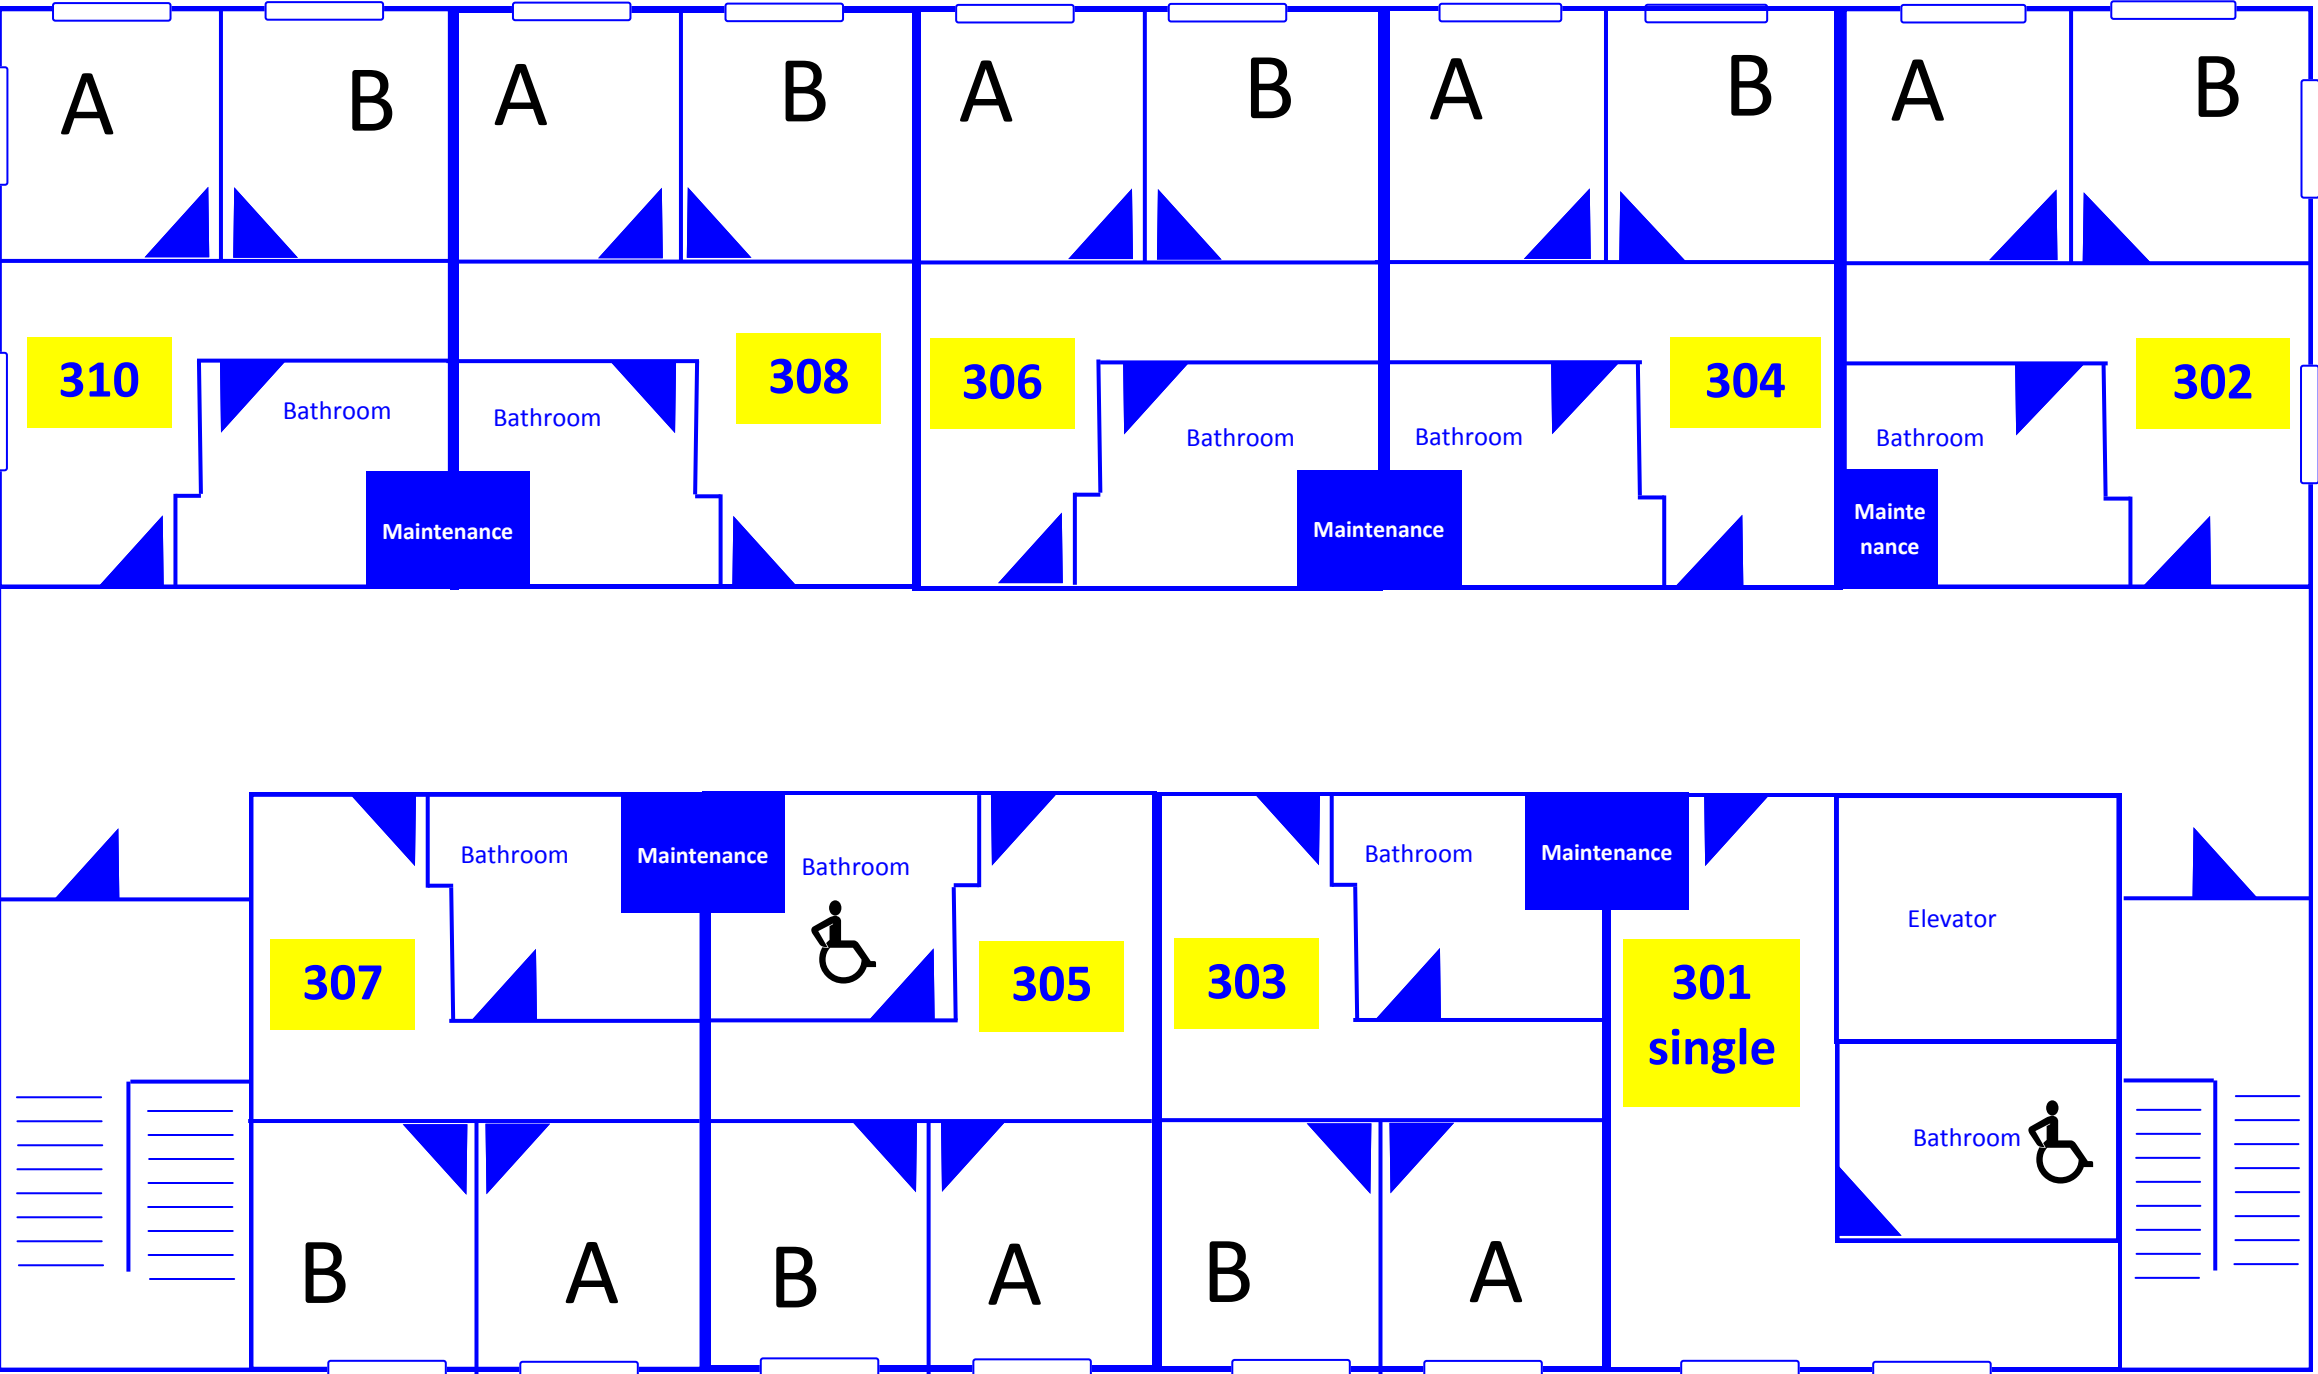 A B A B A B A B A B
310 308 306 304 302
Bathroom Bathroom Bathroom Bathroom Bathroom
Maintenance Maintenance Mainte
nance
Bathroom Maintenance Bathroom Bathroom Maintenance
Elevator
307 305 303 301
single
Bathroom
B A B A B A